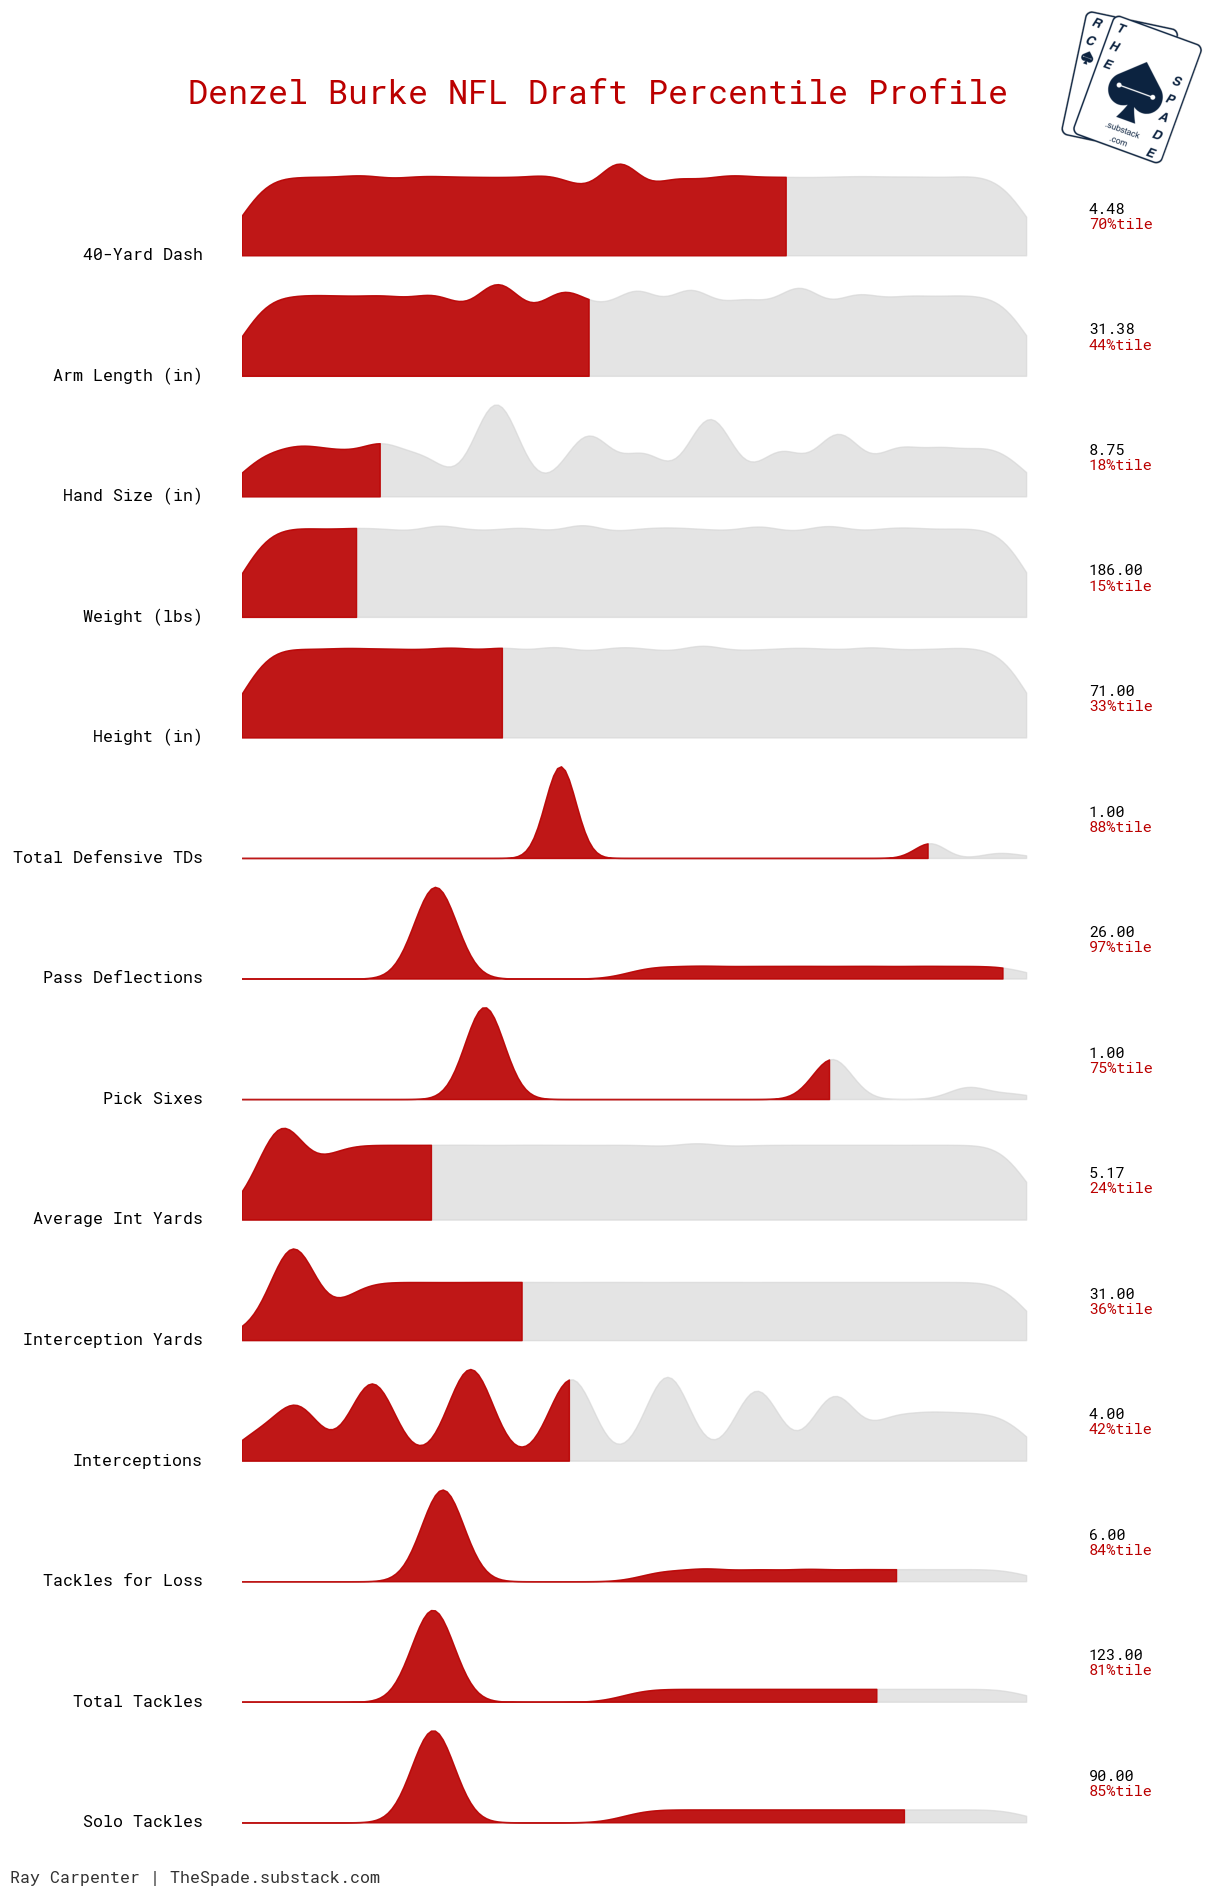 R
C
THE
SPADE
.substack
.com
Denzel Burke NFL Draft Percentile Profile
40-Yard Dash
4.48
70%tile
Arm Length (in)
31.38
44%tile
Hand Size (in)
8.75
18%tile
Weight (lbs)
186.00
15%tile
Height (in)
71.00
33%tile
Total Defensive TDs
1.00
88%tile
Pass Deflections
26.00
97%tile
Pick Sixes
1.00
75%tile
Average Int Yards
5.17
24%tile
Interception Yards
31.00
36%tile
Interceptions
4.00
42%tile
Tackles for Loss
6.00
84%tile
Total Tackles
123.00
81%tile
Solo Tackles
90.00
85%tile
Ray Carpenter | TheSpade.substack.com